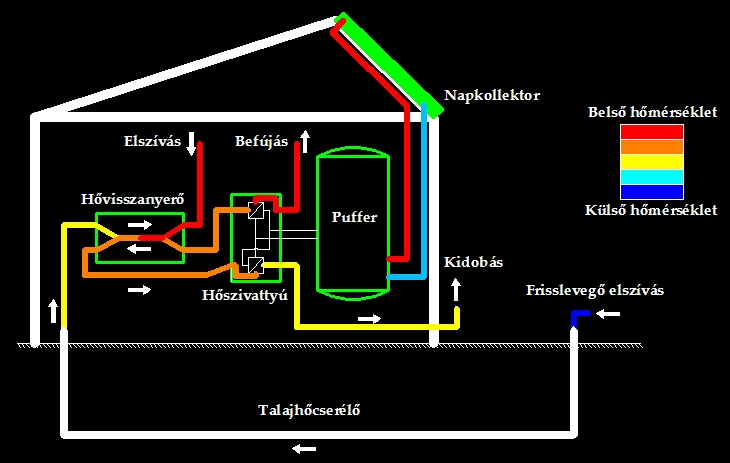 Napkollektor
Belső hőmérséklet
Elszívás
Befújás
Hővisszanyerő
Puffer
Külső hőmérséklet
Kidobás
Hőszivattyú
Frisslevegő elszívás
Talajhőcserélő